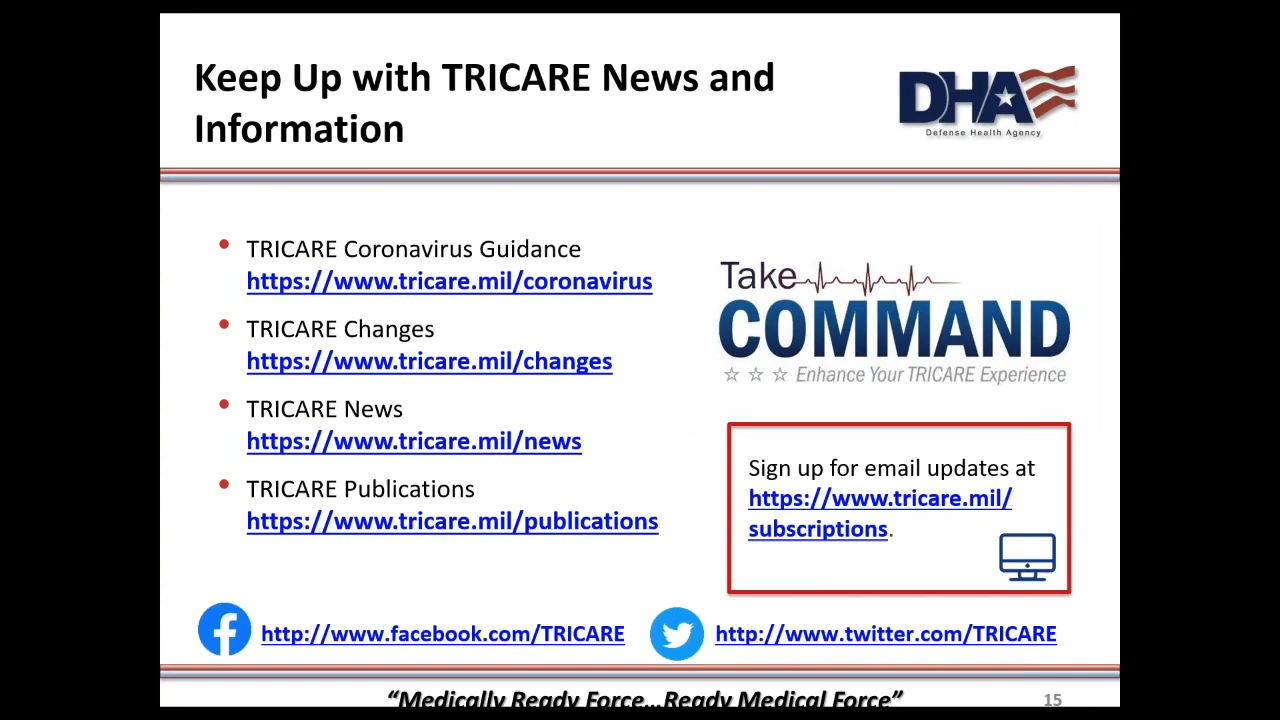 Keep Up with TRICARE News and
Information
DHA
Defense Health Agency
• TRICARE Coronavirus Guidance
https://www.tricare.mil/coronavirus
• TRICARE Changes
https://www.tricare.mil/changes
• TRICARE News
https://www.tricare.mil/news
• TRICARE Publications
https://www.tricare.mil/publications
Take
COMMAND
☆ ☆ ☆ Enhance Your TRICARE Experience
Sign up for email updates at
https://www.tricare.mil/
subscriptions.
http://www.facebook.com/TRICARE
http://www.twitter.com/TRICARE
“Medically Ready Force…Ready Medical Force”
15